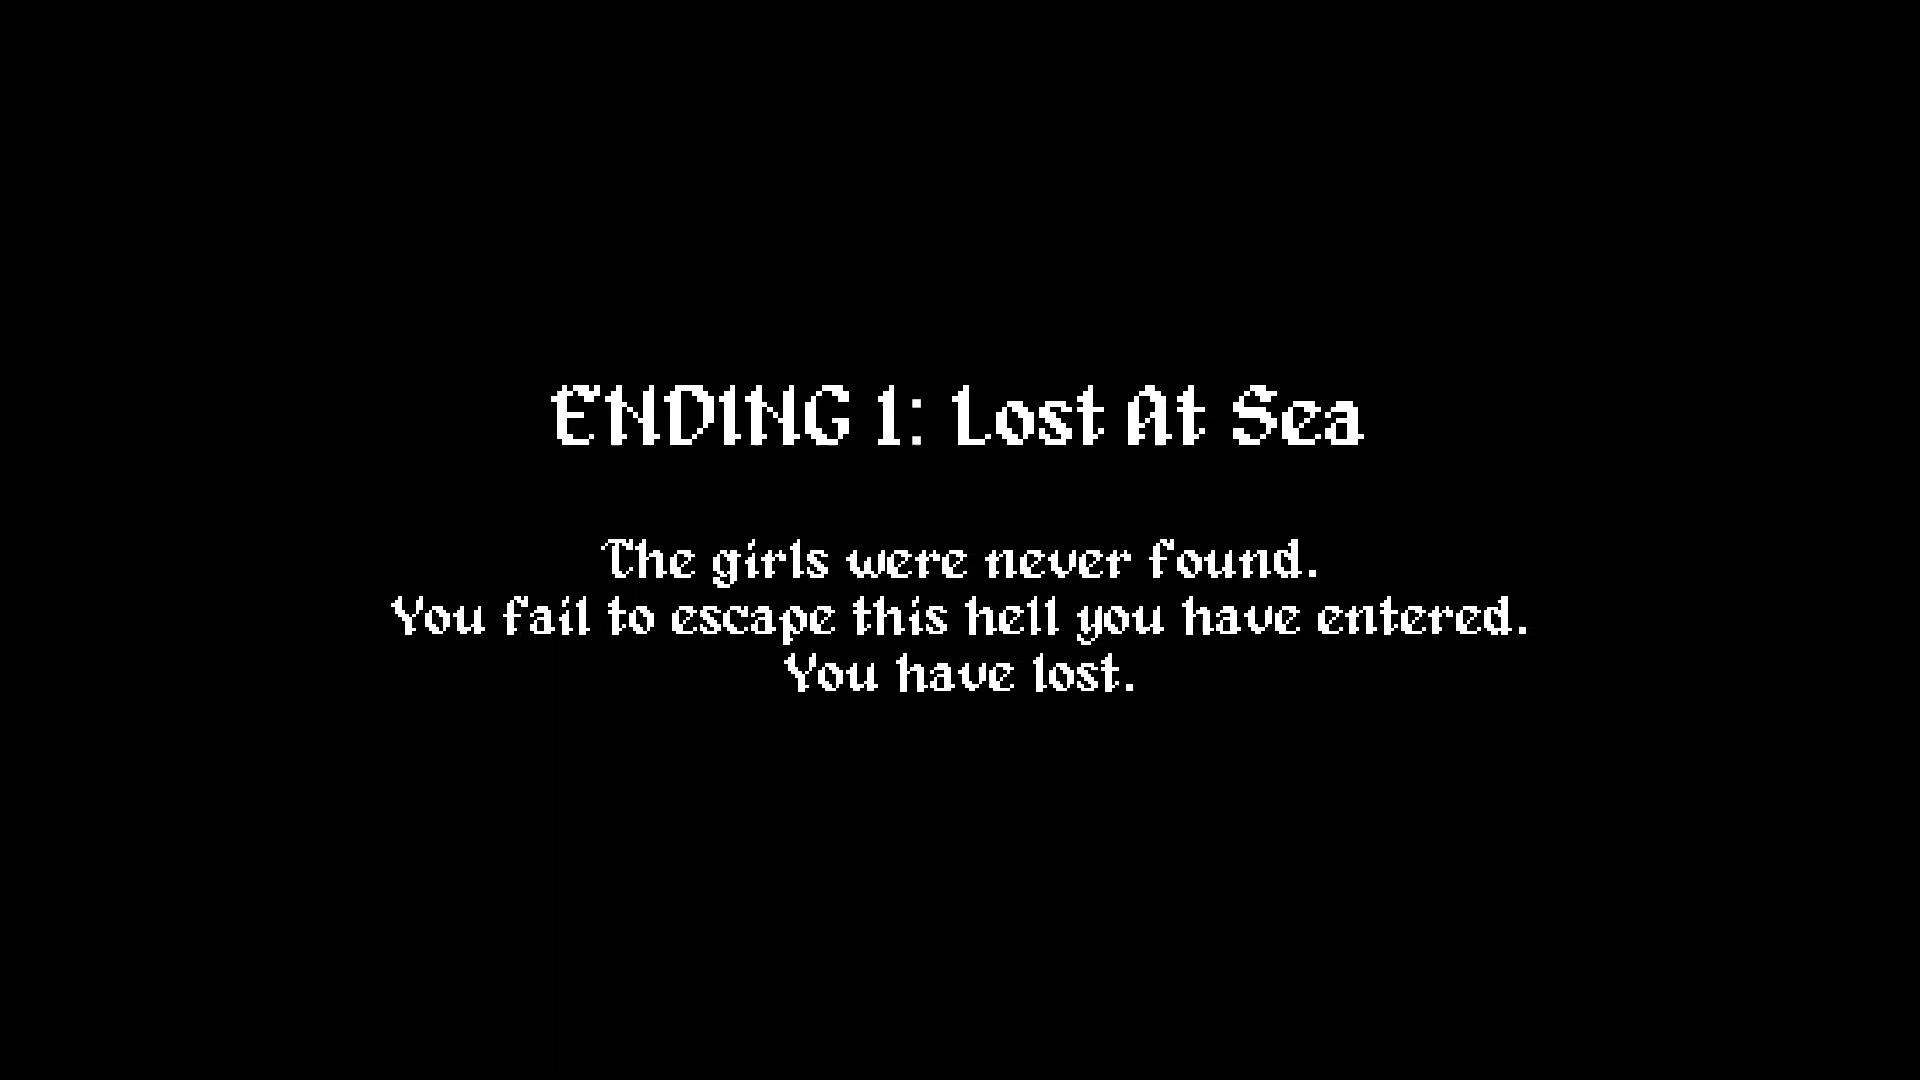 ENDING 1: Lost At Sea
The girls were never found.
You fail to escape this hell you have entered.
You have lost.